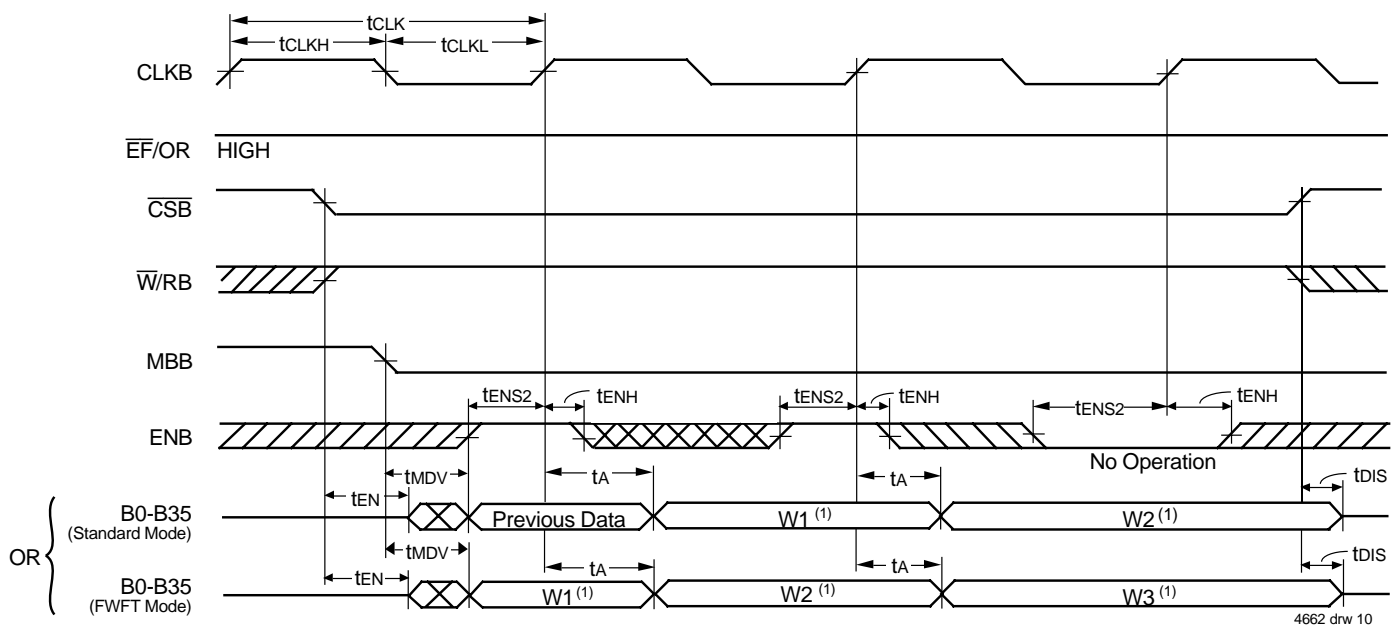 tCLK
tCLKH tCLKL
CLKB
EF/OR HIGH
CSB
W/RB
MBB
tENS2 tENH tENS2 tENH tENS2 tENH
ENB
No Operation
tMDV tA tA
tEN tDIS
B0-B35 Previous Data W1 (1) W2 (1)
(Standard Mode)
OR
tMDV
tEN tA tA tDIS
B0-B35 W1 (1) W2 (1) W3 (1)
(FWFT Mode)
4662 drw 10